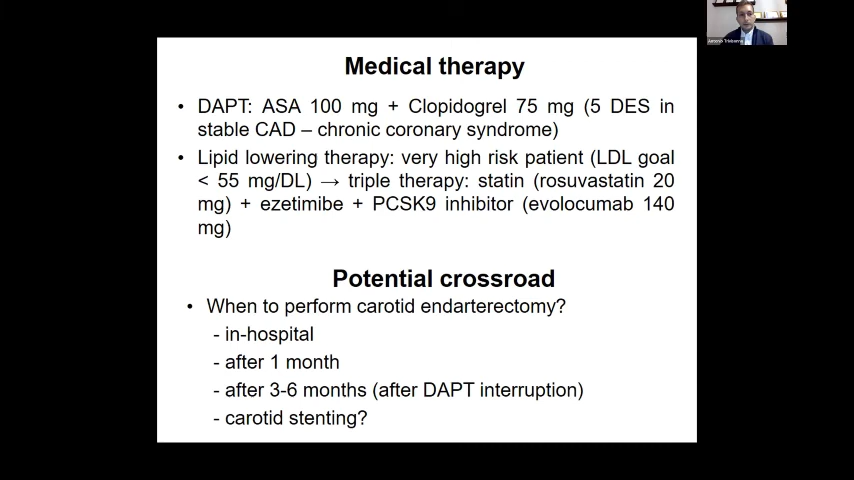 Medical therapy
• DAPT: ASA 100 mg + Clopidogrel 75 mg (5 DES in
stable CAD – chronic coronary syndrome)
• Lipid lowering therapy: very high risk patient (LDL goal
< 55 mg/DL) → triple therapy: statin (rosuvastatin 20
mg) + ezetimibe + PCSK9 inhibitor (evolocumab 140
mg)
Potential crossroad
• When to perform carotid endarterectomy?
- in-hospital
- after 1 month
- after 3-6 months (after DAPT interruption)
- carotid stenting?